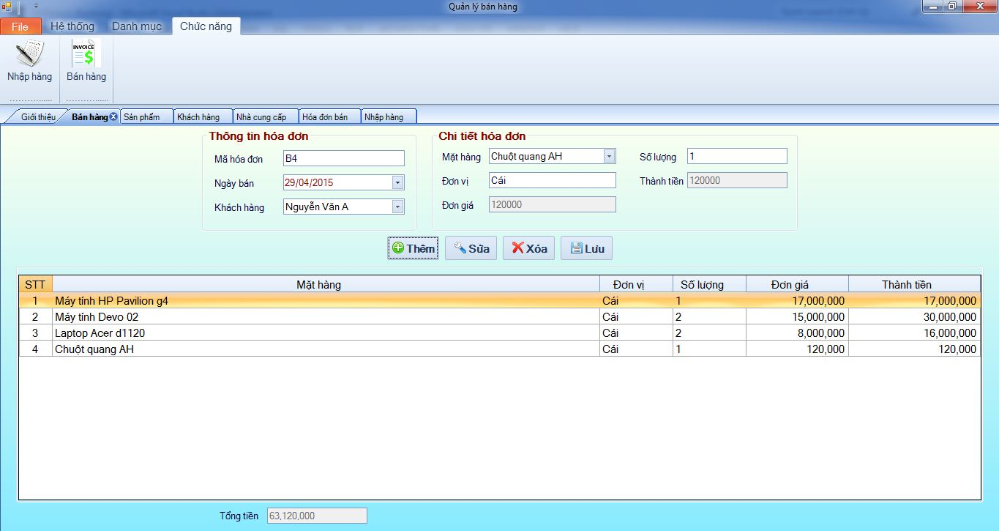 Quản lý bán hàng
File Hệ thống Danh mục Chức năng
INVOICE
$
Nhập hàng Bán hàng
Giới thiệu Bán hàng Sản phẩm Khách hàng Nhà cung cấp Hóa đơn bán Nhập hàng
Thông tin hóa đơn
Mã hóa đơn B4
Ngày bán 29/04/2015
Khách hàng Nguyễn Văn A
Chi tiết hóa đơn
Mặt hàng Chuột quang AH Số lượng 1
Đơn vị Cái Thành tiền 120000
Đơn giá 120000
Thêm Sửa Xóa Lưu
STT Mặt hàng Đơn vị Số lượng Đơn giá Thành tiền
1 Máy tính HP Pavilion g4 Cái 1 17,000,000 17,000,000
2 Máy tính Devo 02 Cái 2 15,000,000 30,000,000
3 Laptop Acer d1120 Cái 2 8,000,000 16,000,000
4 Chuột quang AH Cái 1 120,000 120,000
Tổng tiền 63,120,000